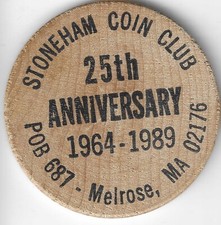 STONEHAM COIN CLUB
25th
ANNIVERSARY
1964-1989
POB 687 - Melrose, MA 02176